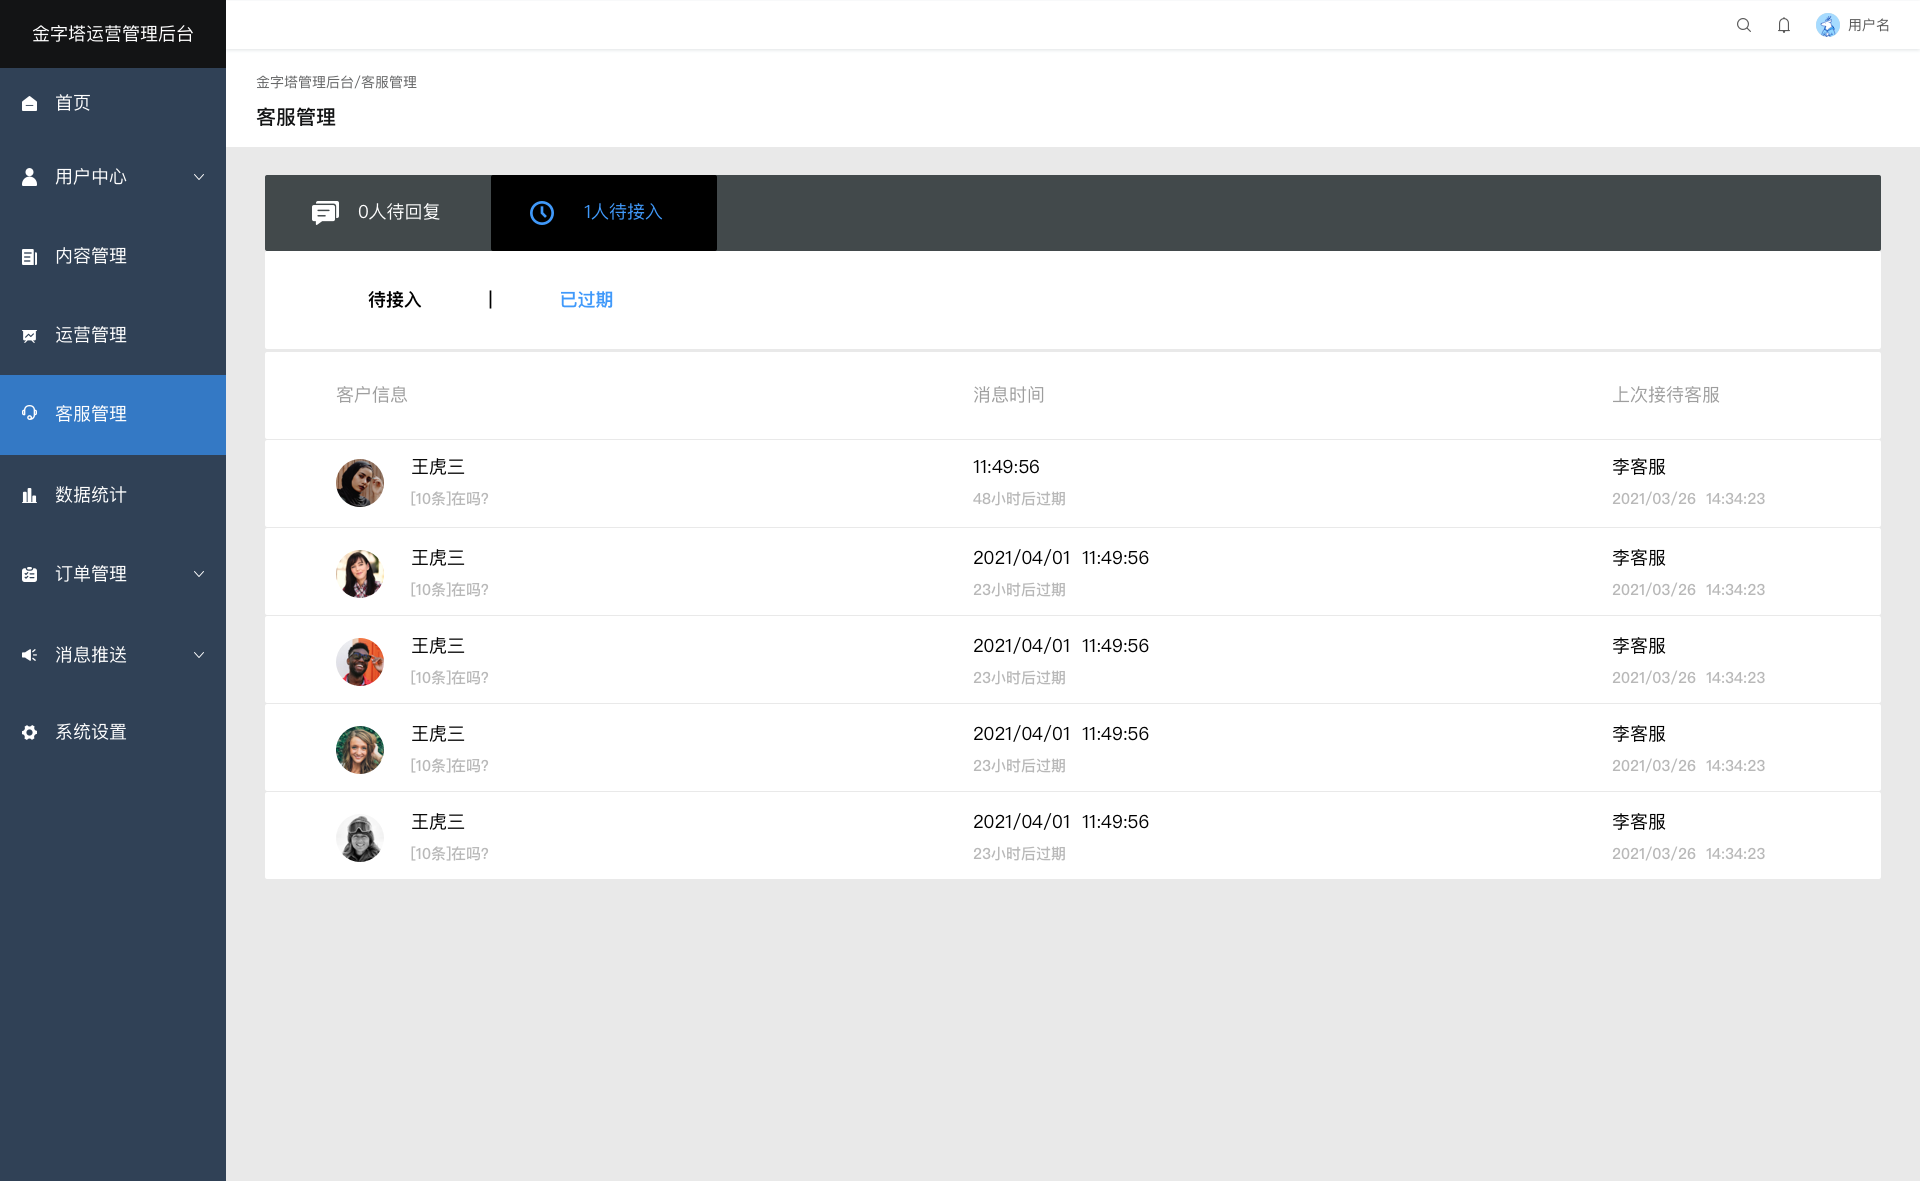 金字塔运营管理后台
用户名
首页
用户中心
内容管理
运营管理
客服管理
数据统计
订单管理
消息推送
系统设置
金字塔管理后台/客服管理
客服管理
0人待回复
1人待接入
待接入 | 已过期
客户信息 消息时间 上次接待客服
王虎三 11:49:56 李客服
[10条]在吗? 48小时后过期 2021/03/26 14:34:23
王虎三 2021/04/01 11:49:56 李客服
[10条]在吗? 23小时后过期 2021/03/26 14:34:23
王虎三 2021/04/01 11:49:56 李客服
[10条]在吗? 23小时后过期 2021/03/26 14:34:23
王虎三 2021/04/01 11:49:56 李客服
[10条]在吗? 23小时后过期 2021/03/26 14:34:23
王虎三 2021/04/01 11:49:56 李客服
[10条]在吗? 23小时后过期 2021/03/26 14:34:23